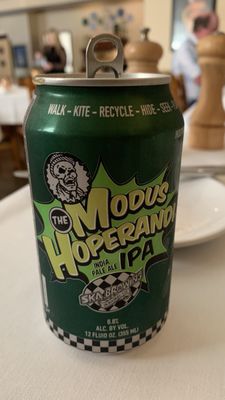 WALK - KITE - RECYCLE - HIDE - SEEK
THE
MODUS
HOPERANDI
INDIA
PALE ALE
IPA
SKA BREWING
6.8%
ALC. BY VOL.
12 FLUID OZ. (355 ML)